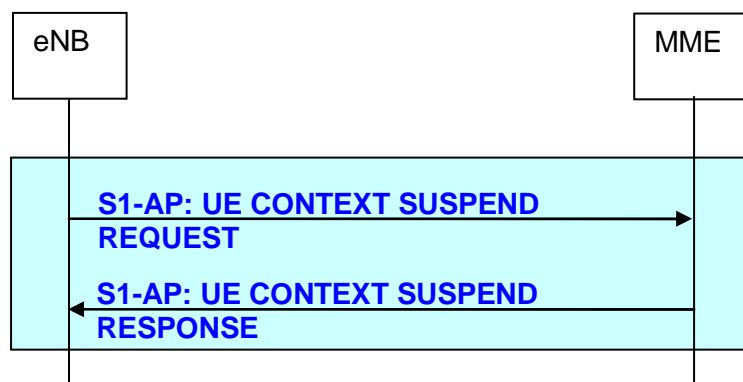 eNB
MME
S1-AP: UE CONTEXT SUSPEND
REQUEST
S1-AP: UE CONTEXT SUSPEND
RESPONSE